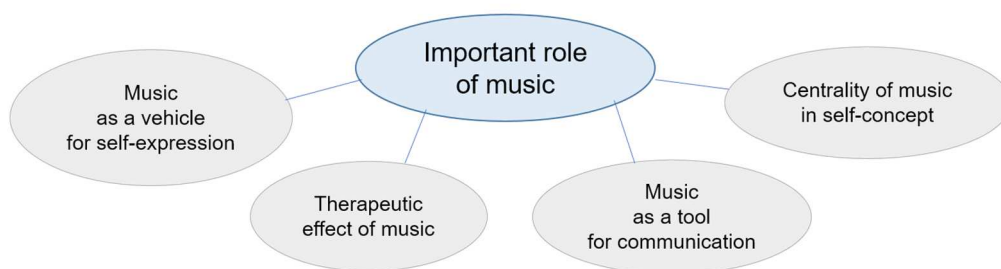 Important role
of music
Music
as a vehicle
for self-expression
Therapeutic
effect of music
Music
as a tool
for communication
Centrality of music
in self-concept